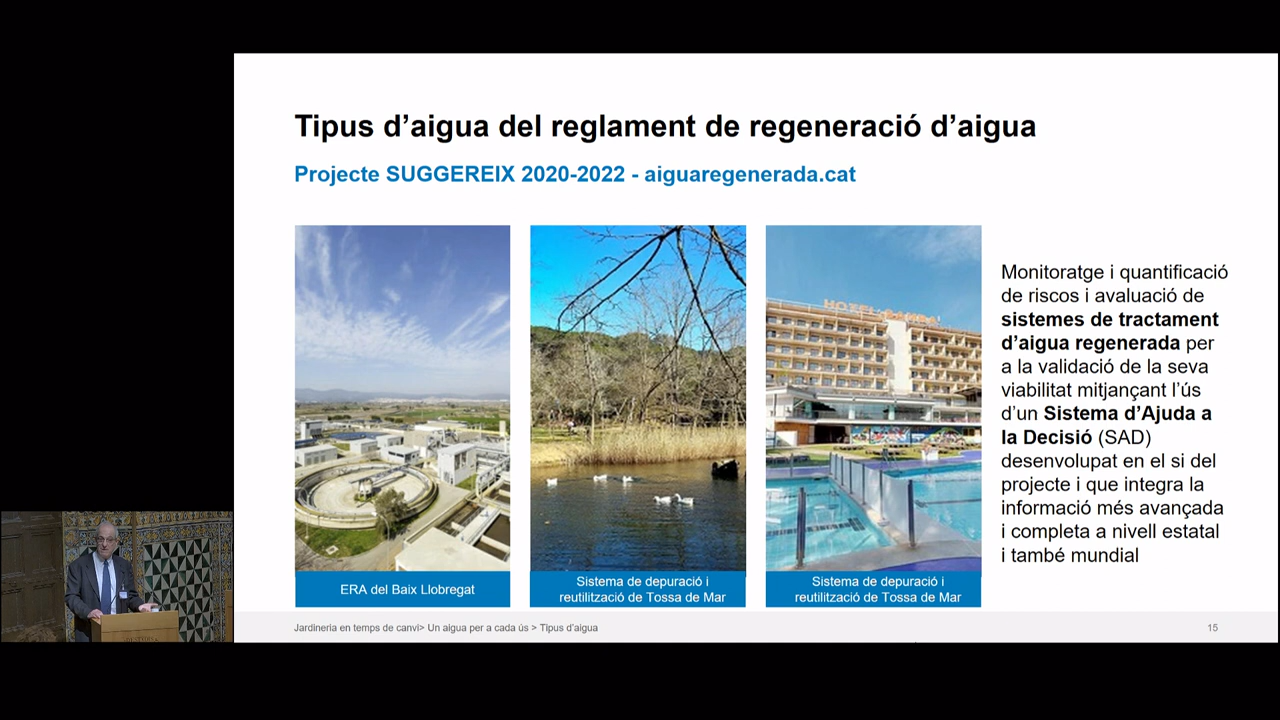 Tipus d’aigua del reglament de regeneració d’aigua
Projecte SUGGEREIX 2020-2022 - aiguaregenerada.cat
Monitoratge i quantificació
de riscos i avaluació de
sistemes de tractament
d’aigua regenerada per
a la validació de la seva
viabilitat mitjançant l’ús
d’un Sistema d’Ajuda a
la Decisió (SAD)
desenvolupat en el si del
projecte i que integra la
informació més avançada
i completa a nivell estatal
i també mundial
HOTEL
ERA del Baix Llobregat
Sistema de depuració i
reutilització de Tossa de Mar
Sistema de depuració i
reutilització de Tossa de Mar
Jardineria en temps de canvi> Un aigua per a cada ús > Tipus d’aigua
15